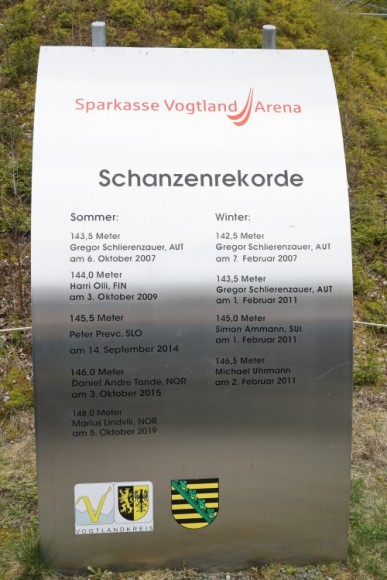 Sparkasse Vogtland Arena
Schanzenrekorde
Sommer:
143,5 Meter
Gregor Schlierenzauer, AUT
am 6. Oktober 2007
144,0 Meter
Harri Olli, FIN
am 3. Oktober 2009
145,5 Meter
Peter Prevc, SLO
am 14. September 2014
146,0 Meter
Daniel Andre Tande, NOR
am 3. Oktober 2015
148,0 Meter
Marius Lindvik, NOR
am 5. Oktober 2019
Winter:
142,5 Meter
Gregor Schlierenzauer, AUT
am 7. Februar 2007
143,5 Meter
Gregor Schlierenzauer, AUT
am 1. Februar 2011
145,0 Meter
Simon Ammann, SUI
am 1. Februar 2011
146,5 Meter
Michael Uhrmann
am 2. Februar 2011
VOGTLANDKREIS